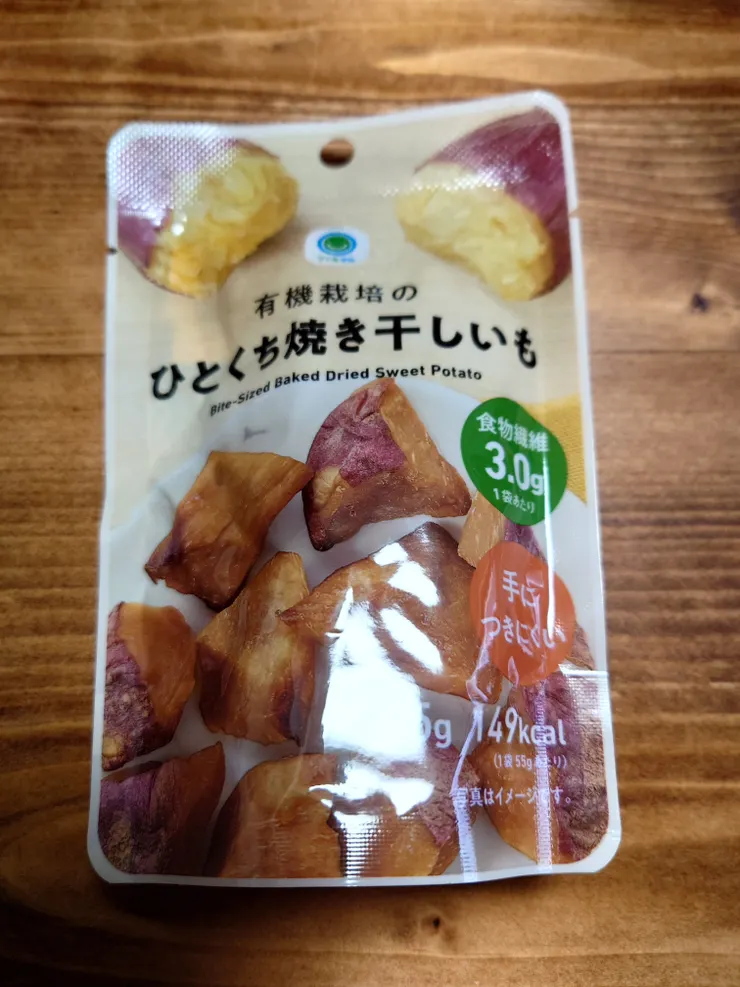 有機栽培の
ひとくち焼き干しいも
Bite-Sized Baked Dried Sweet Potato
食物繊維
3.0g
1袋あたり
手に
つきにくい
149kcal
(1袋55gあたり)
写真はイメージです。